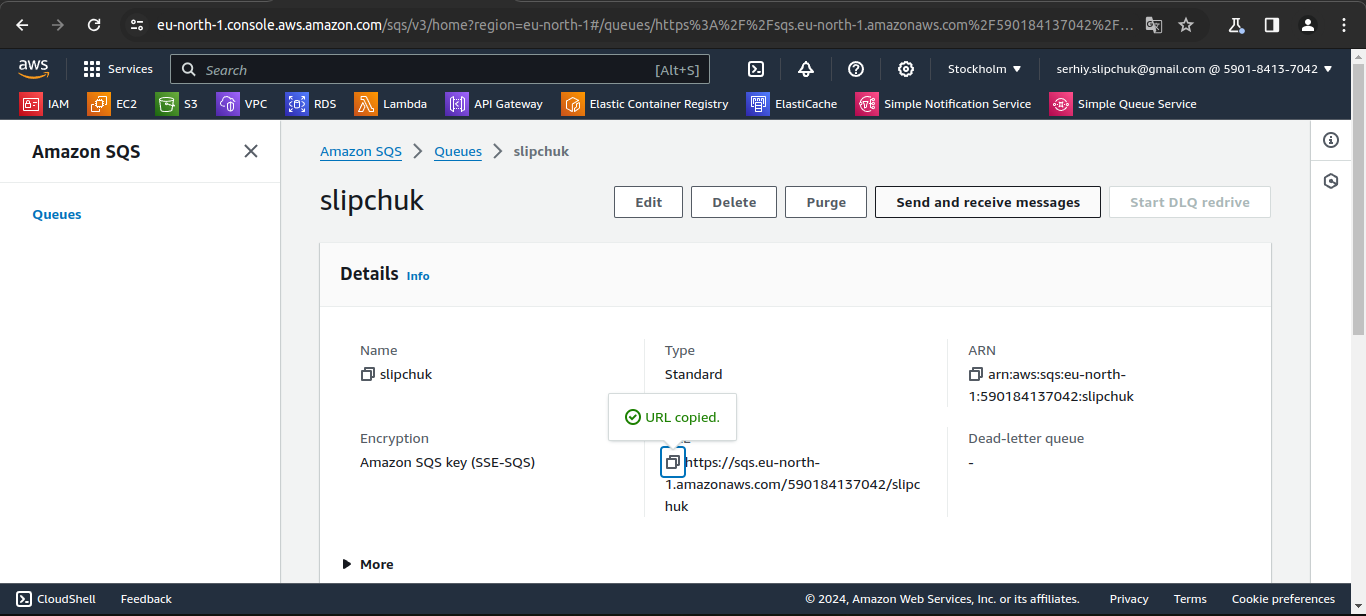 eu-north-1.console.aws.amazon.com/sqs/v3/home?region=eu-north-1#/queues/https%3A%2F%2Fsqs.eu-north-1.amazonaws.com%2F590184137042%2F…
aws Services Search [Alt+S] Stockholm serhiy.slipchuk@gmail.com @ 5901-8413-7042
IAM EC2 S3 VPC RDS Lambda API Gateway Elastic Container Registry ElastiCache Simple Notification Service Simple Queue Service
Amazon SQS
Queues
Amazon SQS Queues slipchuk
slipchuk
Edit Delete Purge Send and receive messages Start DLQ redrive
Details Info
Name
slipchuk
Type
Standard
ARN
arn:aws:sqs:eu-north-
1:590184137042:slipchuk
Encryption
Amazon SQS key (SSE-SQS)
URL copied.
https://sqs.eu-north-
1.amazonaws.com/590184137042/slipc
huk
Dead-letter queue
-
More
CloudShell Feedback © 2024, Amazon Web Services, Inc. or its affiliates. Privacy Terms Cookie preferences